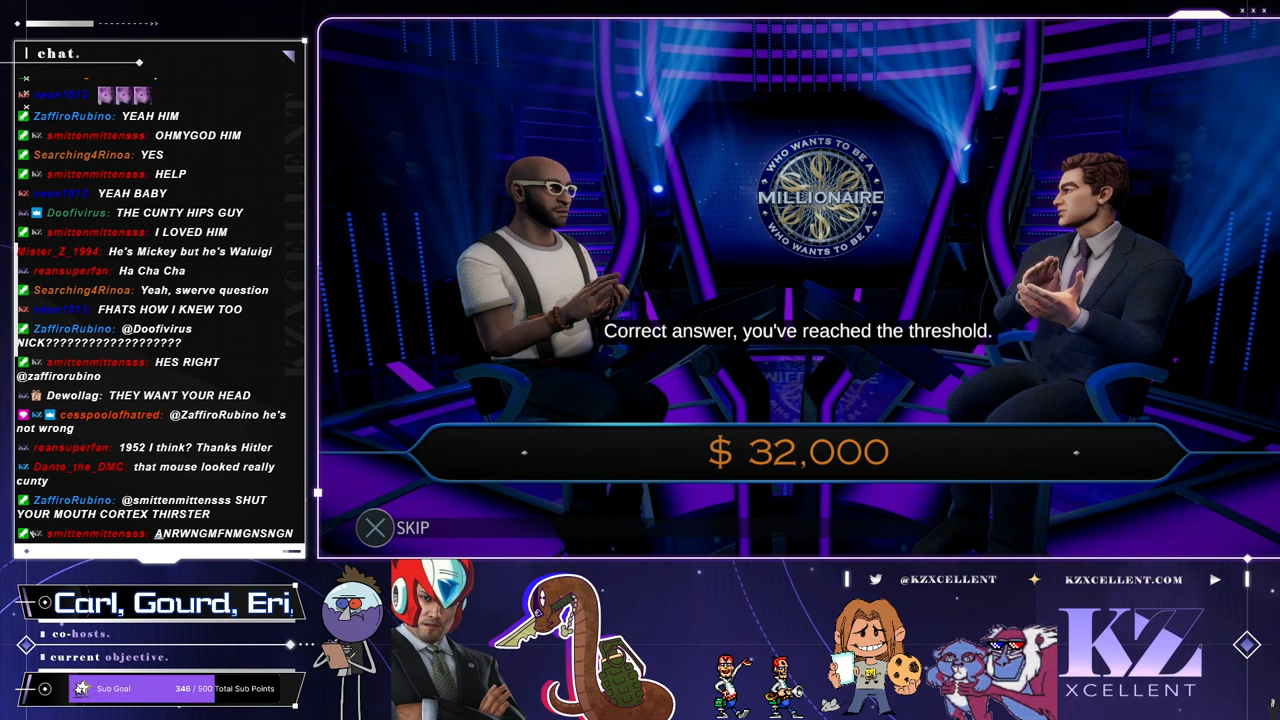 chat.
neon1013:
ZaffiroRubino: YEAH HIM
smittenmittensss: OHMYGOD HIM
Searching4Rinoa: YES
smittenmittensss: HELP
neon1013: YEAH BABY
Doofivirus: THE CUNTY HIPS GUY
smittenmittensss: I LOVED HIM
Mister_Z_1994: He's Mickey but he's Waluigi
reansuperfan: Ha Cha Cha
Searching4Rinoa: Yeah, swerve question
neon1013: FHATS HOW I KNEW TOO
ZaffiroRubino: @Doofivirus
NICK???????????????????
smittenmittensss: HES RIGHT
@zaffirorubino
Dewollag: THEY WANT YOUR HEAD
cesspoolofhatred: @ZaffiroRubino he's
not wrong
reansuperfan: 1952 I think? Thanks Hitler
Dante_the_DMC: that mouse looked really
cunty
ZaffiroRubino: @smittenmittensss SHUT
YOUR MOUTH CORTEX THIRSTER
smittenmittensss: ANRWNGMFNMGNSNGN
KZXCELLENT
WHO WANTS TO BE A
MILLIONAIRE
WHO WANTS TO BE A
Correct answer, you've reached the threshold.
$ 32,000
SKIP
Carl, Gourd, Eri,
co-hosts.
current objective.
Sub Goal
346 / 500 Total Sub Points
@KZXCELLENT
KZXCELLENT.COM
KZ
XCELLENT